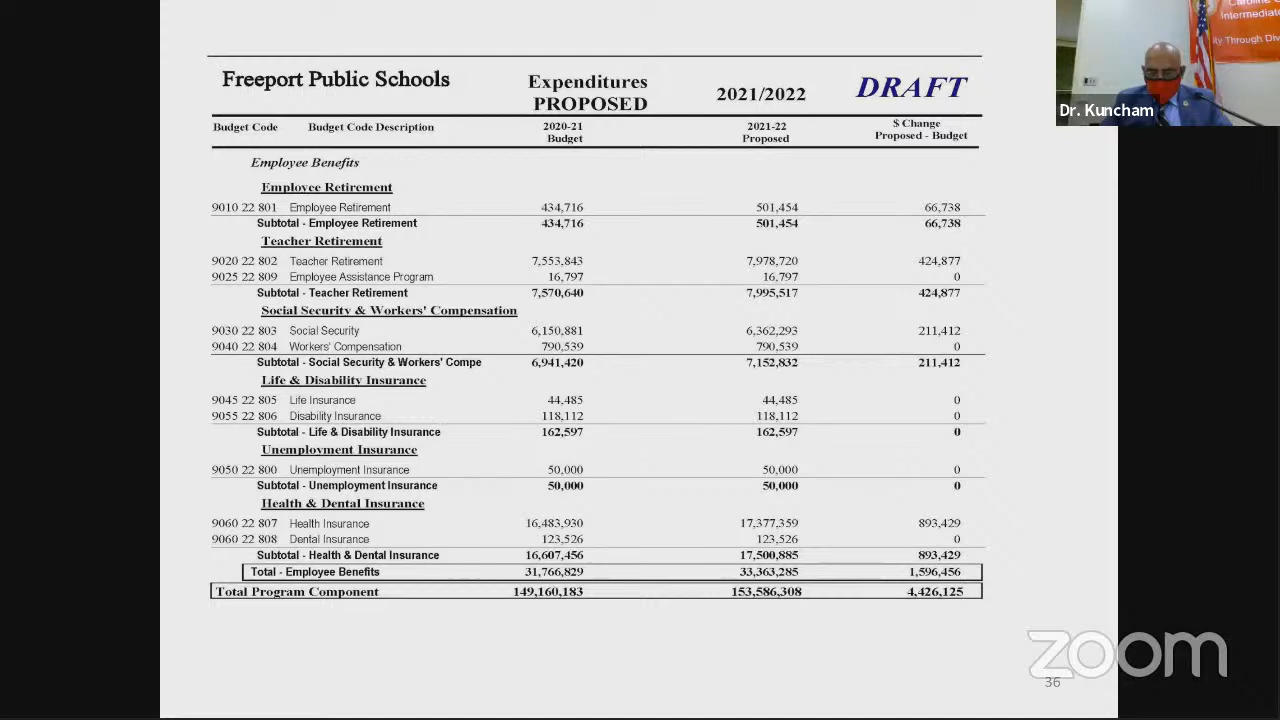 Freeport Public Schools Expenditures PROPOSED 2021/2022 DRAFT
Budget Code Budget Code Description 2020-21 Budget 2021-22 Proposed $ Change Proposed - Budget
Employee Benefits
Employee Retirement
9010 22 801 Employee Retirement 434,716 501,454 66,738
Subtotal - Employee Retirement 434,716 501,454 66,738
Teacher Retirement
9020 22 802 Teacher Retirement 7,553,843 7,978,720 424,877
9025 22 809 Employee Assistance Program 16,797 16,797 0
Subtotal - Teacher Retirement 7,570,640 7,995,517 424,877
Social Security & Workers' Compensation
9030 22 803 Social Security 6,150,881 6,362,293 211,412
9040 22 804 Workers' Compensation 790,539 790,539 0
Subtotal - Social Security & Workers' Compe 6,941,420 7,152,832 211,412
Life & Disability Insurance
9045 22 805 Life Insurance 44,485 44,485 0
9055 22 806 Disability Insurance 118,112 118,112 0
Subtotal - Life & Disability Insurance 162,597 162,597 0
Unemployment Insurance
9050 22 800 Unemployment Insurance 50,000 50,000 0
Subtotal - Unemployment Insurance 50,000 50,000 0
Health & Dental Insurance
9060 22 807 Health Insurance 16,483,930 17,377,359 893,429
9060 22 808 Dental Insurance 123,526 123,526 0
Subtotal - Health & Dental Insurance 16,607,456 17,500,885 893,429
Total - Employee Benefits 31,766,829 33,363,285 1,596,456
Total Program Component 149,160,183 153,586,308 4,426,125
36
zoom
Intermediate
Through
Dr. Kuncham